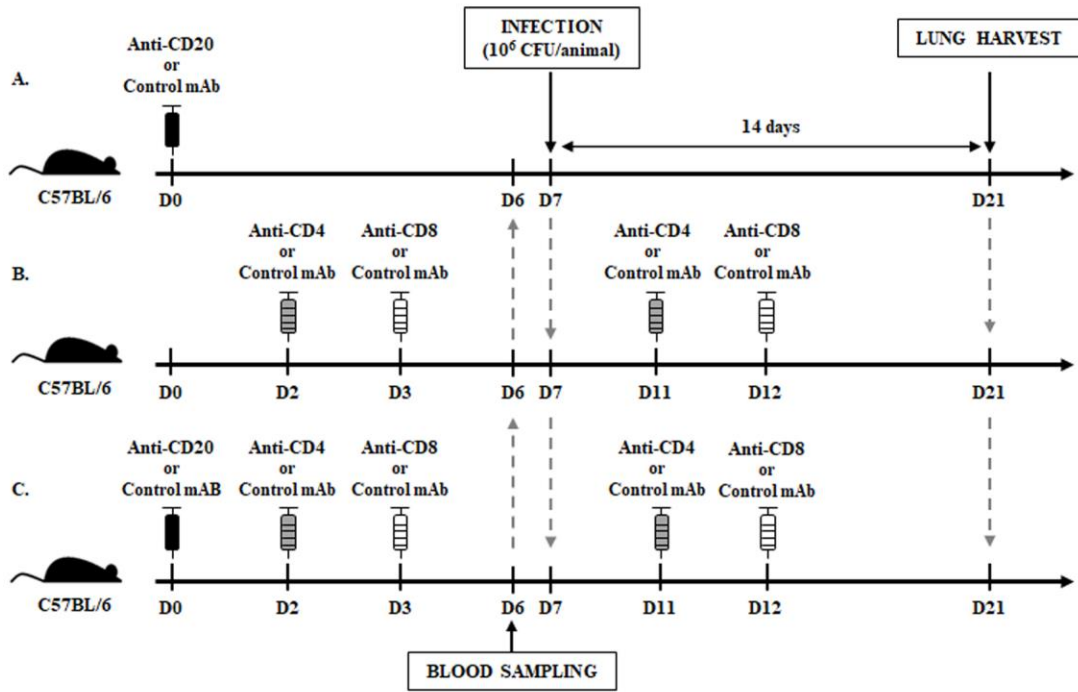 INFECTION
(10⁶ CFU/animal)
LUNG HARVEST
Anti-CD20
or
Control mAb
A.
14 days
C57BL/6
D0
D6
D7
D21
Anti-CD4
or
Control mAb
Anti-CD8
or
Control mAb
Anti-CD4
or
Control mAb
Anti-CD8
or
Control mAb
B.
C57BL/6
D0
D2
D3
D6
D7
D11
D12
D21
Anti-CD20
or
Control mAB
Anti-CD4
or
Control mAb
Anti-CD8
or
Control mAb
Anti-CD4
or
Control mAb
Anti-CD8
or
Control mAb
C.
C57BL/6
D0
D2
D3
D6
D7
D11
D12
D21
BLOOD SAMPLING